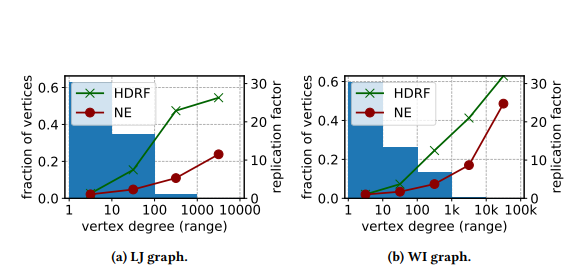 HDRF
NE
fraction of vertices
0.6
0.4
0.2
0.0
30
20
10
0
replication factor
1 10 100 1000 10000
vertex degree (range)
(a) LJ graph.
HDRF
NE
fraction of vertices
0.6
0.4
0.2
0.0
30
20
10
0
replication factor
1 10 100 1k 10k 100k
vertex degree (range)
(b) WI graph.